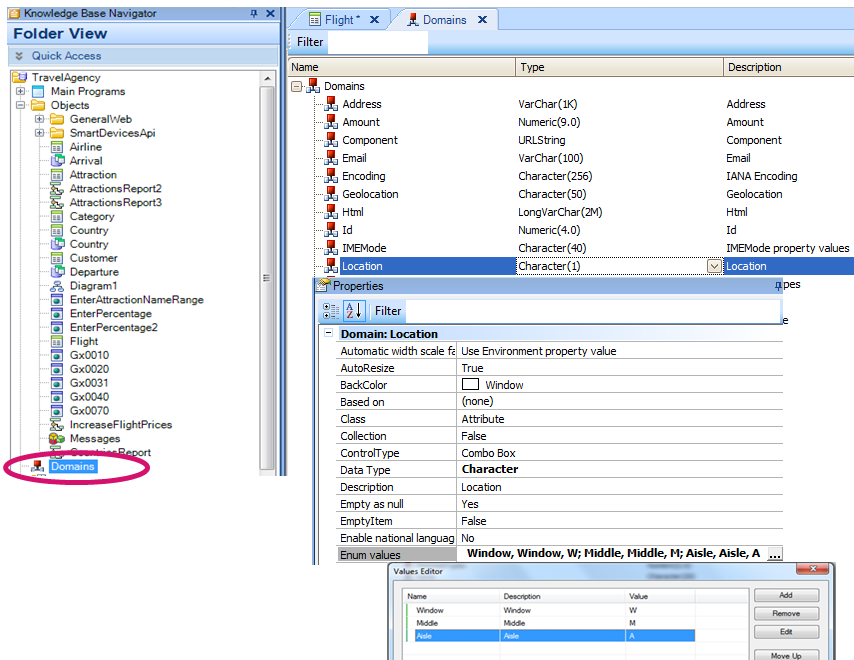 Knowledge Base Navigator
Folder View
Quick Access
TravelAgency
Main Programs
Objects
GeneralWeb
SmartDevicesApi
Airline
Arrival
Attraction
AttractionsReport2
AttractionsReport3
Category
Country
Country
Customer
Departure
Diagram1
EnterAttractionNameRange
EnterPercentage
EnterPercentage2
Flight
Gx0010
Gx0020
Gx0031
Gx0040
Gx0070
IncreaseFlightPrices
Messages
CountriesReport
Domains
Flight * Domains
Filter
Name Type Description
Domains
Address VarChar(1K) Address
Amount Numeric(9.0) Amount
Component URLString Component
Email VarChar(100) Email
Encoding Character(256) IANA Encoding
Geolocation Character(50) Geolocation
Html LongVarChar(2M) Html
Id Numeric(4.0) Id
IMEMode Character(40) IMEMode property values
Location Character(1) Location
Properties
Filter
Domain: Location
Automatic width scale fa Use Environment property value
AutoResize True
BackColor Window
Based on (none)
Class Attribute
Collection False
ControlType Combo Box
Data Type Character
Description Location
Empty as null Yes
EmptyItem False
Enable national languag No
Enum values Window, Window, W; Middle, Middle, M; Aisle, Aisle, A ...
Values Editor
Name Description Value
Window Window W
Middle Middle M
Aisle Aisle A
Add
Remove
Edit
Move Up